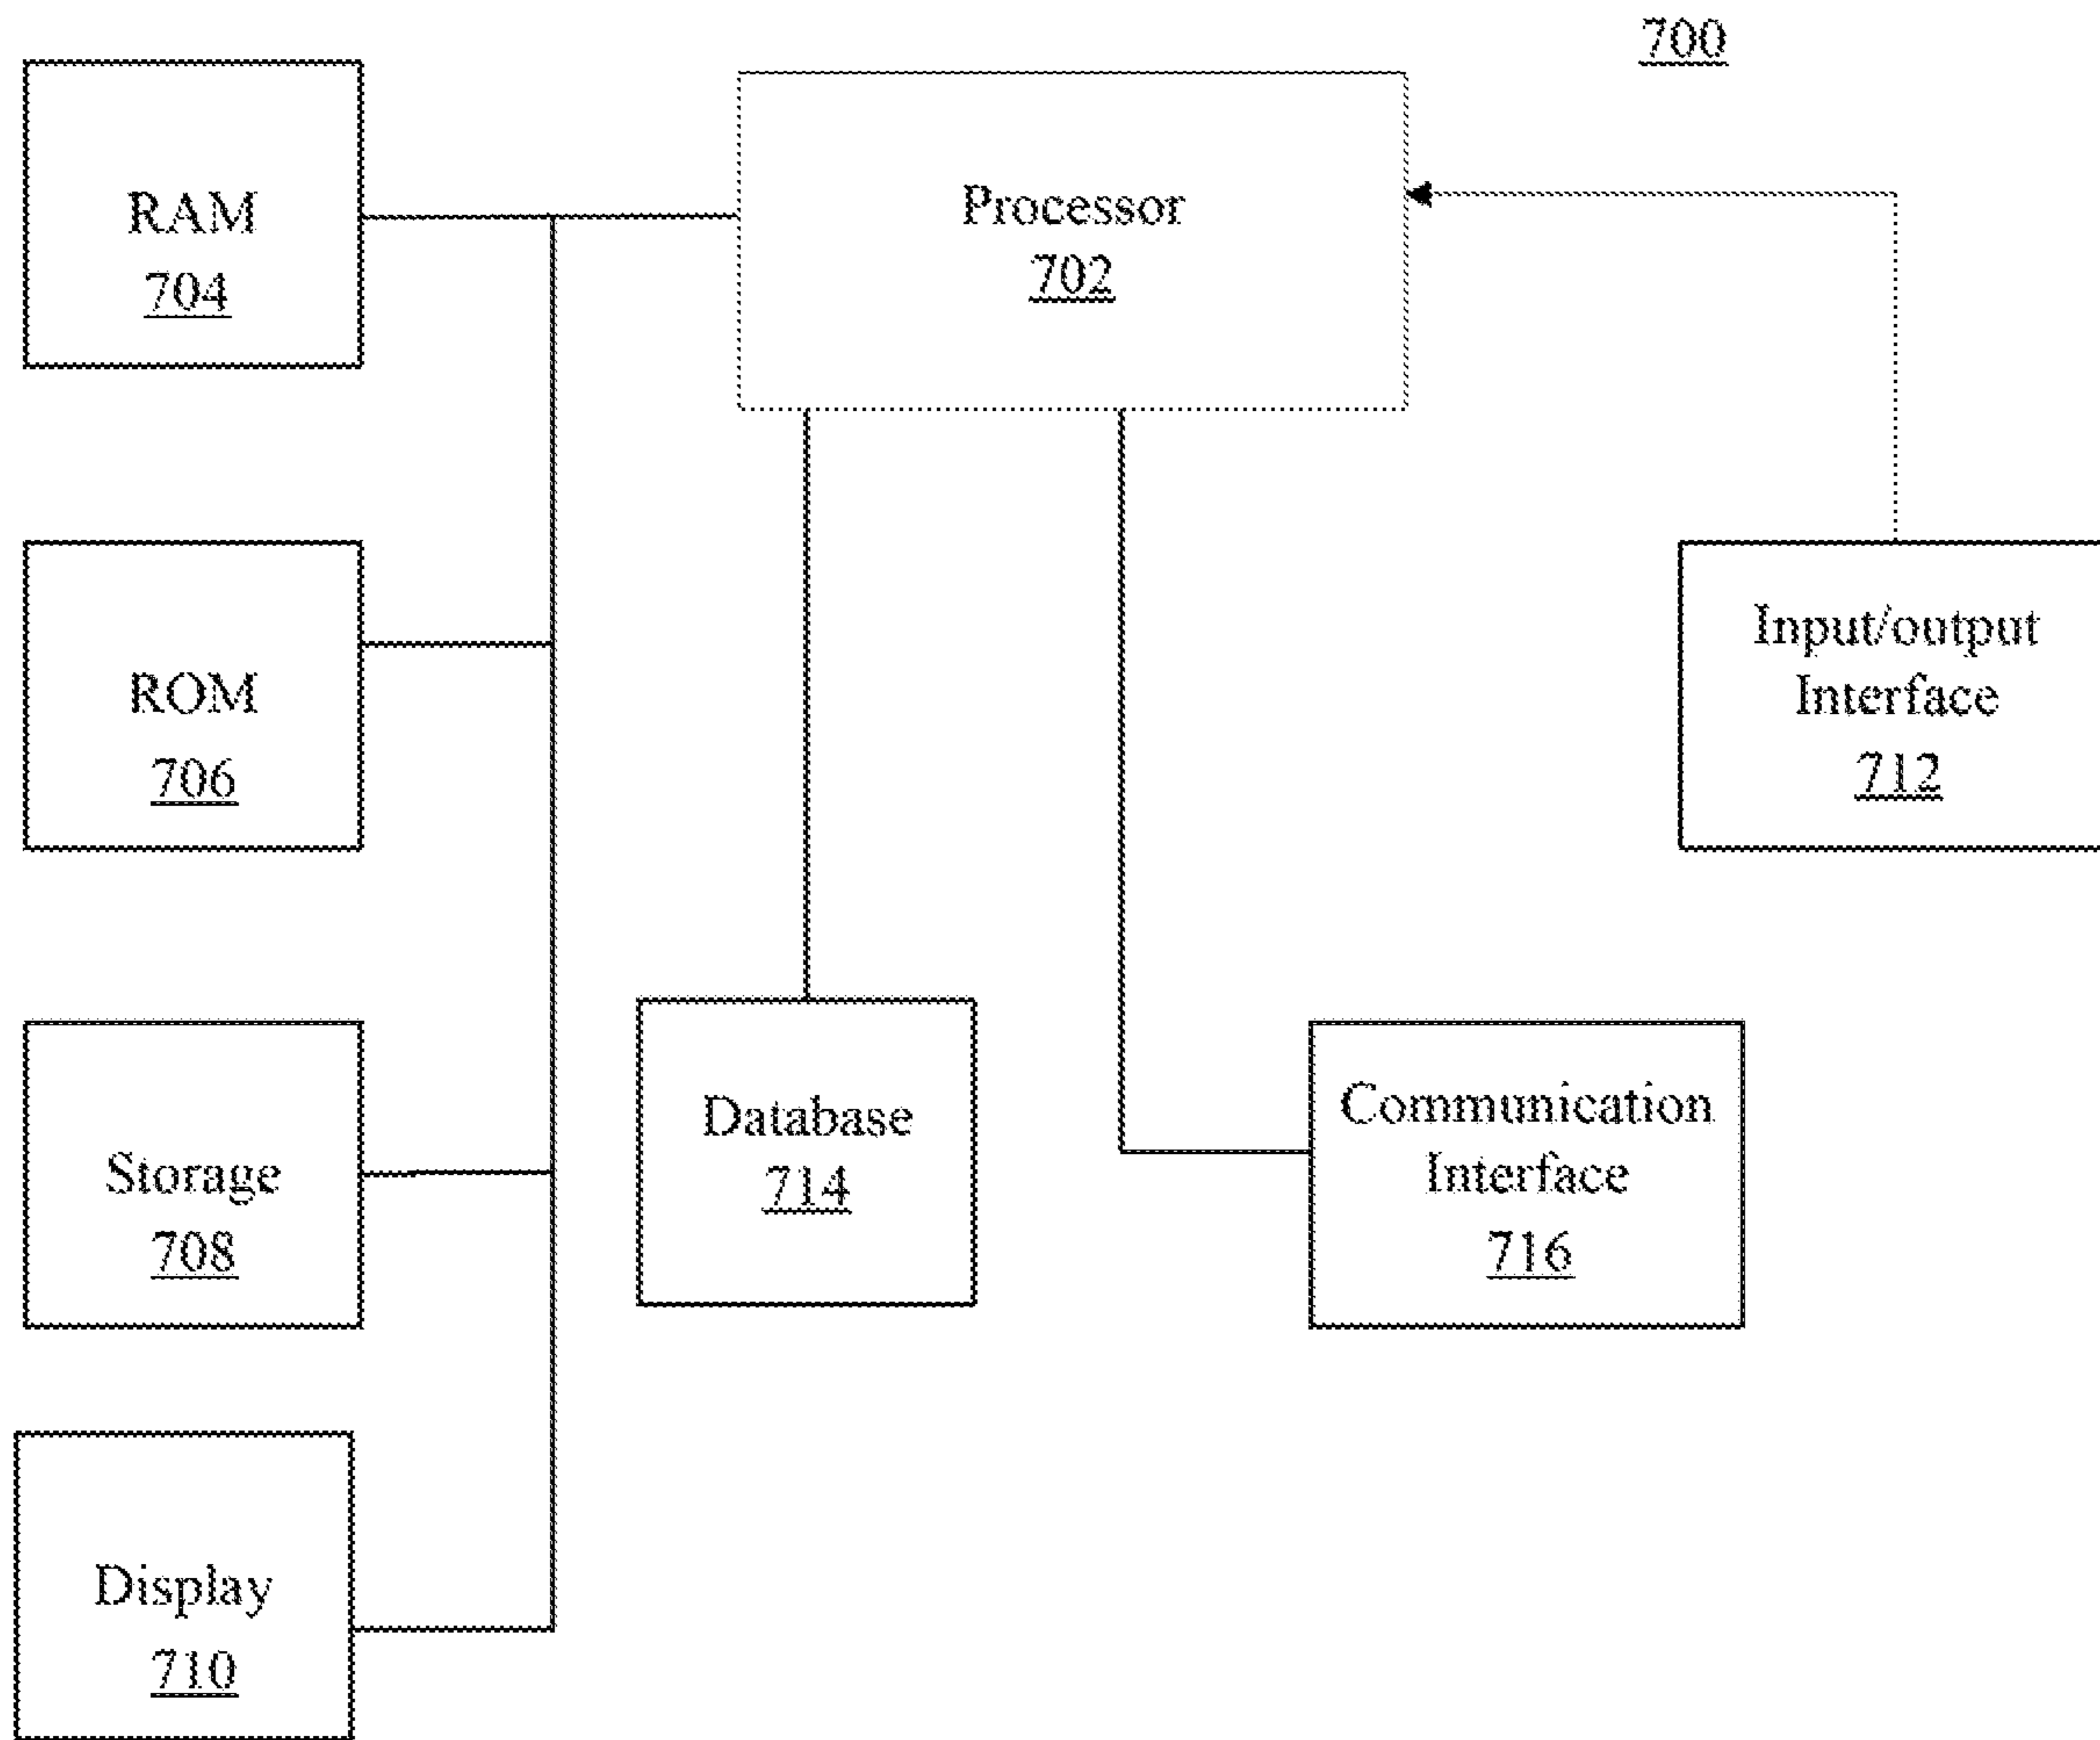 700
RAM
704
Processor
702
ROM
706
Input/output
Interface
712
Storage
708
Database
714
Communication
Interface
716
Display
710